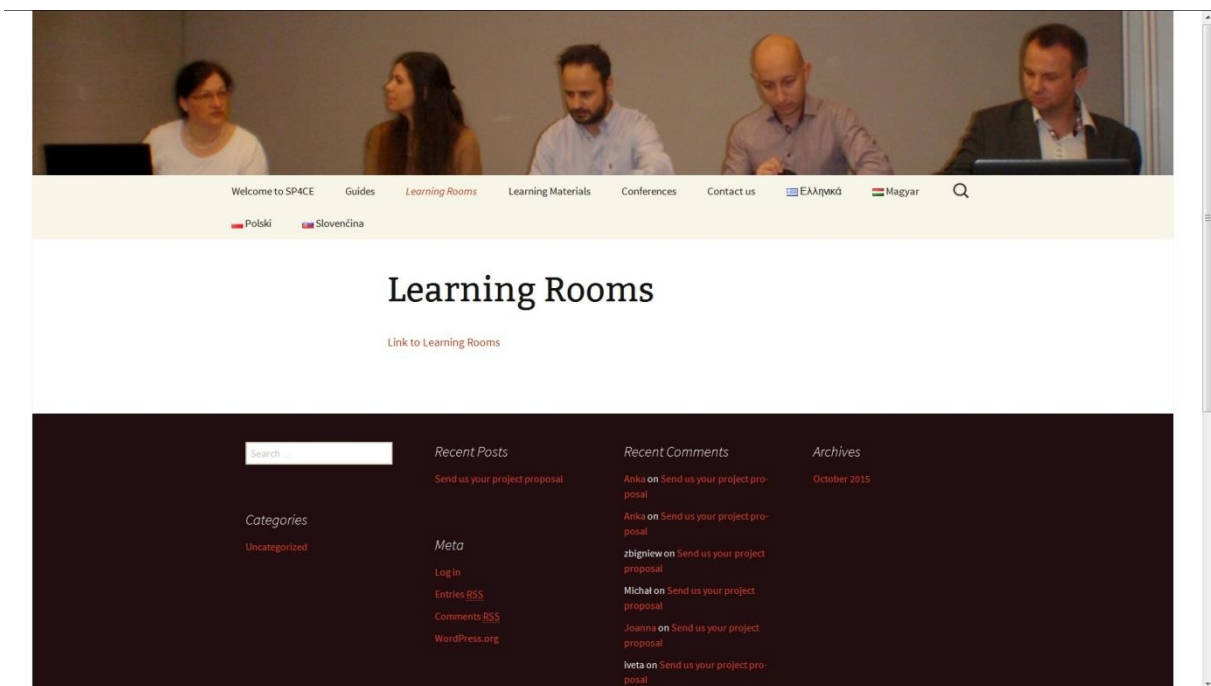 Welcome to SP4CE Guides Learning Rooms Learning Materials Conferences Contact us Ελληνικά Magyar
Polski Slovenčina
Learning Rooms
Link to Learning Rooms
Search ...
Categories
Uncategorized
Recent Posts
Send us your project proposal
Meta
Log in
Entries RSS
Comments RSS
WordPress.org
Recent Comments
Anka on Send us your project pro-
posal
Anka on Send us your project pro-
posal
zbigniew on Send us your project
proposal
Michał on Send us your project
proposal
Joanna on Send us your project
proposal
iveta on Send us your project pro-
posal
Archives
October 2015